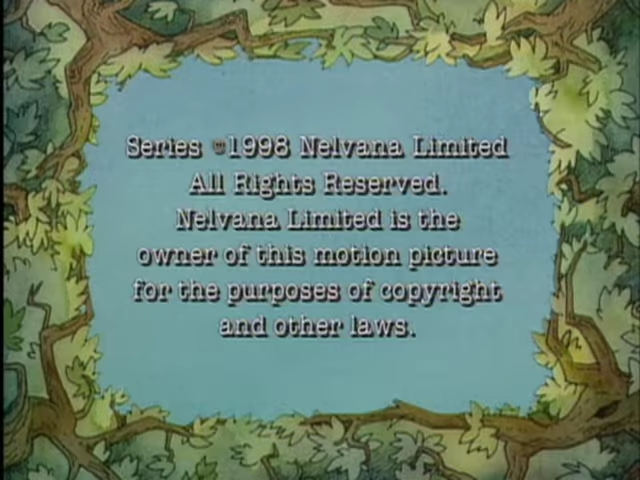 Series ©1998 Nelvana Limited
All Rights Reserved.
Nelvana Limited is the
owner of this motion picture
for the purposes of copyright
and other laws.